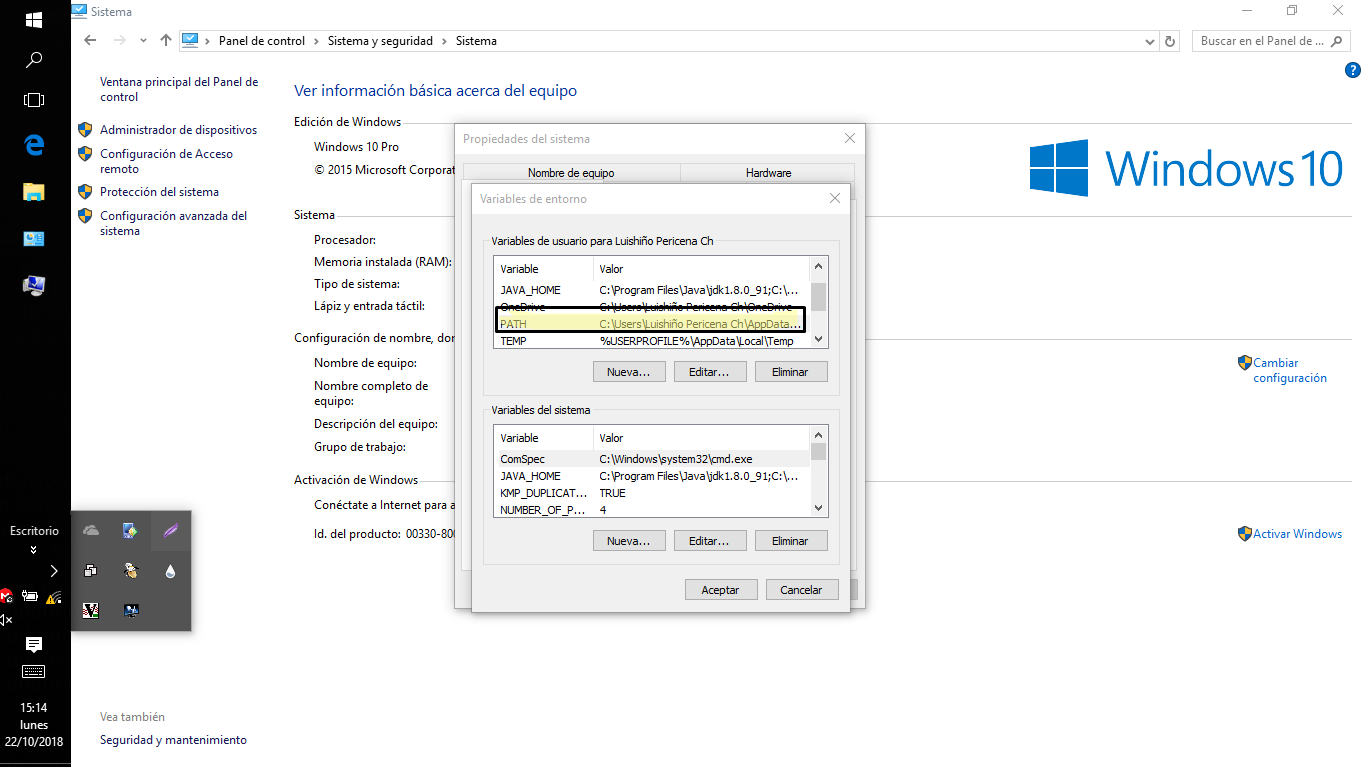 Sistema
Panel de control
Sistema y seguridad
Sistema
Buscar en el Panel de ...
Ventana principal del Panel de
control
Administrador de dispositivos
Configuración de Acceso
remoto
Protección del sistema
Configuración avanzada del
sistema
Ver información básica acerca del equipo
Edición de Windows
Windows 10 Pro
© 2015 Microsoft Corporat
Sistema
Procesador:
Memoria instalada (RAM):
Tipo de sistema:
Lápiz y entrada táctil:
Configuración de nombre, dor
Nombre de equipo:
Nombre completo de
equipo:
Descripción del equipo:
Grupo de trabajo:
Activación de Windows
Conéctate a Internet para a
Id. del producto: 00330-800
Windows 10
Cambiar
configuración
Activar Windows
Propiedades del sistema
Nombre de equipo
Hardware
Variables de entorno
Variables de usuario para Luishiño Pericena Ch
Variable Valor
JAVA_HOME C:\Program Files\Java\jdk1.8.0_91;C:\...
OneDrive C:\Users\Luishiño Pericena Ch\OneDrive
PATH C:\Users\Luishiño Pericena Ch\AppData...
TEMP %USERPROFILE%\AppData\Local\Temp
Nueva... Editar... Eliminar
Variables del sistema
Variable Valor
ComSpec C:\Windows\system32\cmd.exe
JAVA_HOME C:\Program Files\Java\jdk1.8.0_91;C:\...
KMP_DUPLICAT... TRUE
NUMBER_OF_P... 4
Nueva... Editar... Eliminar
Aceptar Cancelar
Escritorio
15:14
lunes
22/10/2018
Vea también
Seguridad y mantenimiento